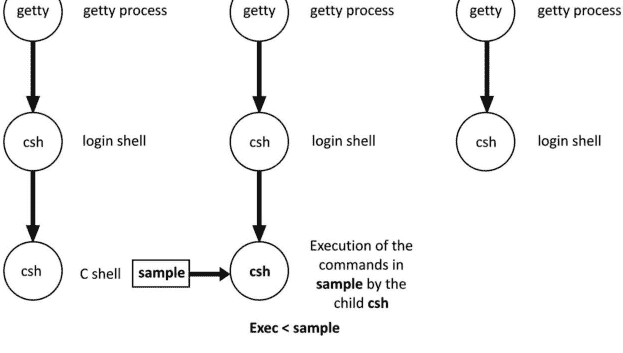 getty getty process getty getty process getty getty process
csh login shell csh login shell csh login shell
csh C shell sample csh
Execution of the
commands in
sample by the
child csh
Exec < sample